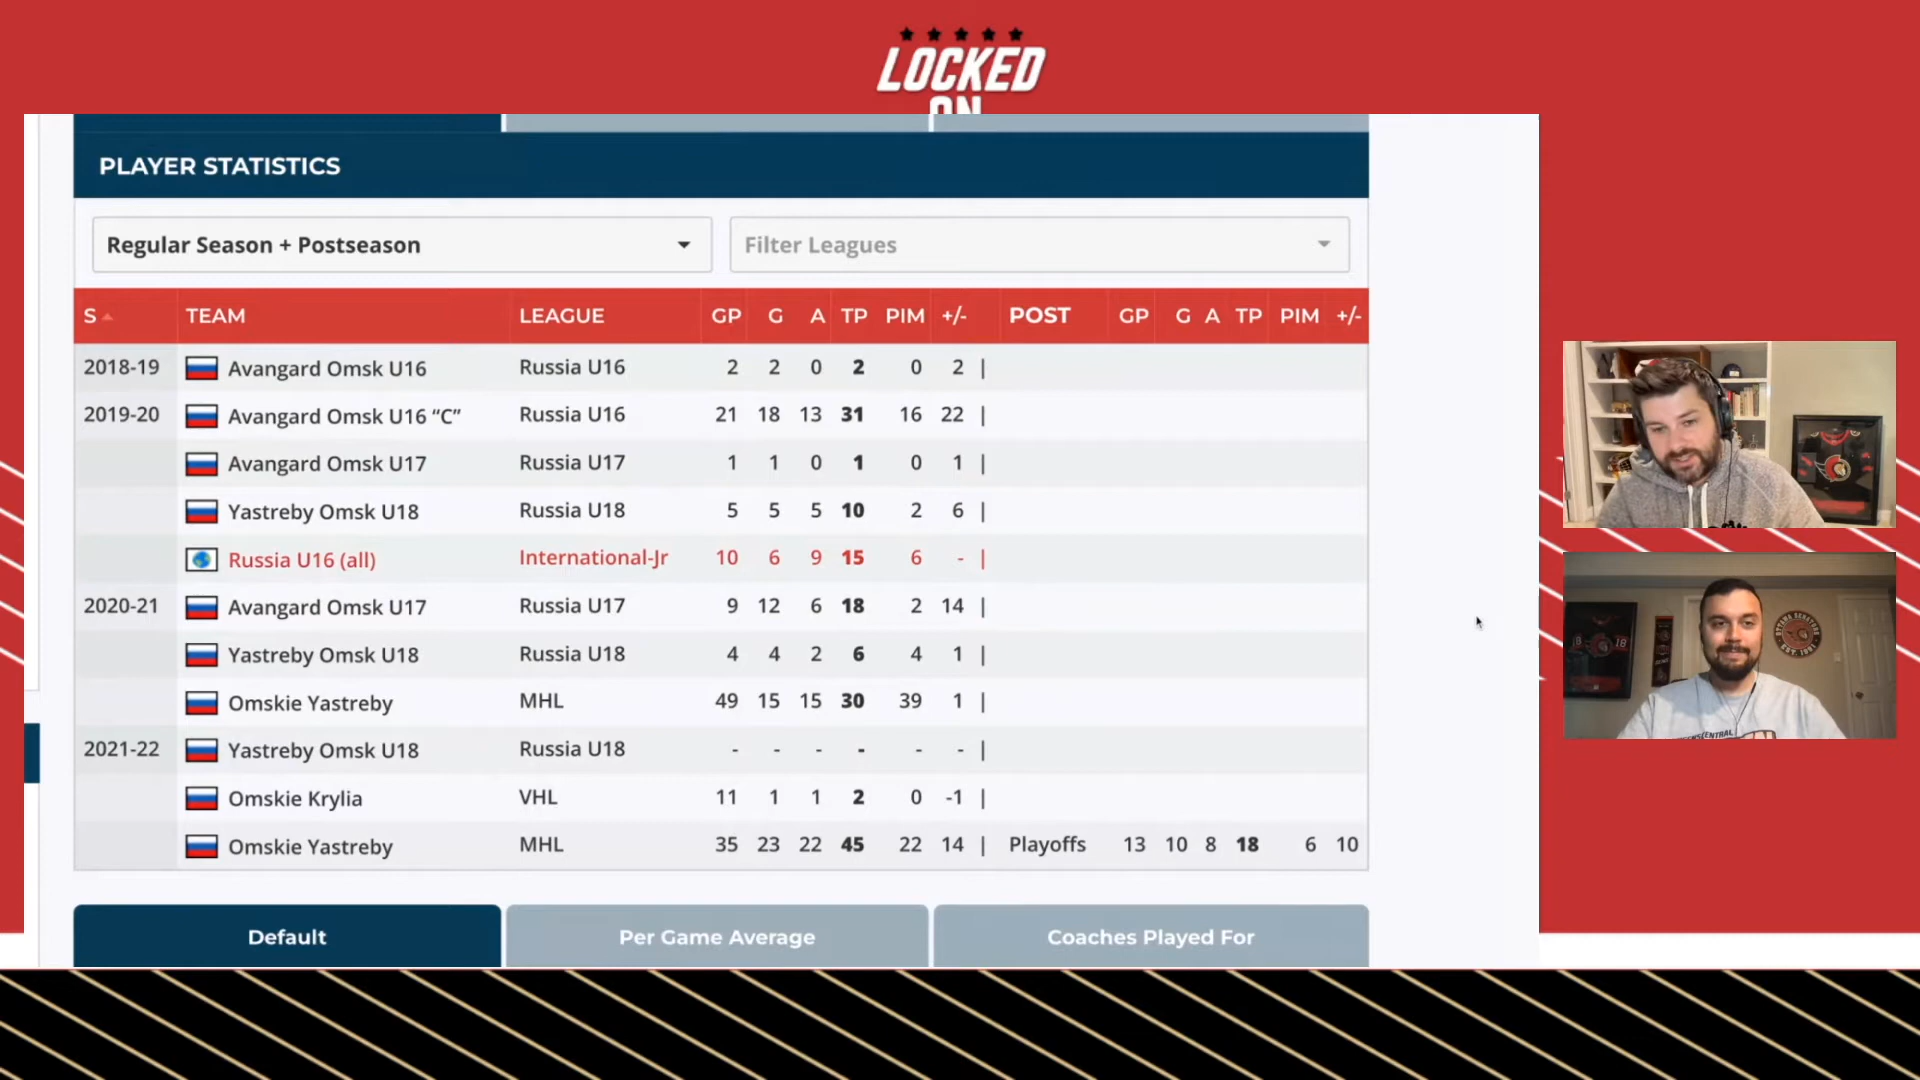 LOCKED
ON
PLAYER STATISTICS
Regular Season + Postseason
Filter Leagues
S TEAM LEAGUE GP G A TP PIM +/- POST GP G A TP PIM +/-
2018-19 Avangard Omsk U16 Russia U16 2 2 0 2 0 2 |
2019-20 Avangard Omsk U16 “C” Russia U16 21 18 13 31 16 22 |
Avangard Omsk U17 Russia U17 1 1 0 1 0 1 |
Yastreby Omsk U18 Russia U18 5 5 5 10 2 6 |
Russia U16 (all) International-Jr 10 6 9 15 6 - |
2020-21 Avangard Omsk U17 Russia U17 9 12 6 18 2 14 |
Yastreby Omsk U18 Russia U18 4 4 2 6 4 1 |
Omskie Yastreby MHL 49 15 15 30 39 1 |
2021-22 Yastreby Omsk U18 Russia U18 - - - - - - |
Omskie Krylia VHL 11 1 1 2 0 -1 |
Omskie Yastreby MHL 35 23 22 45 22 14 | Playoffs 13 10 8 18 6 10
Default
Per Game Average
Coaches Played For